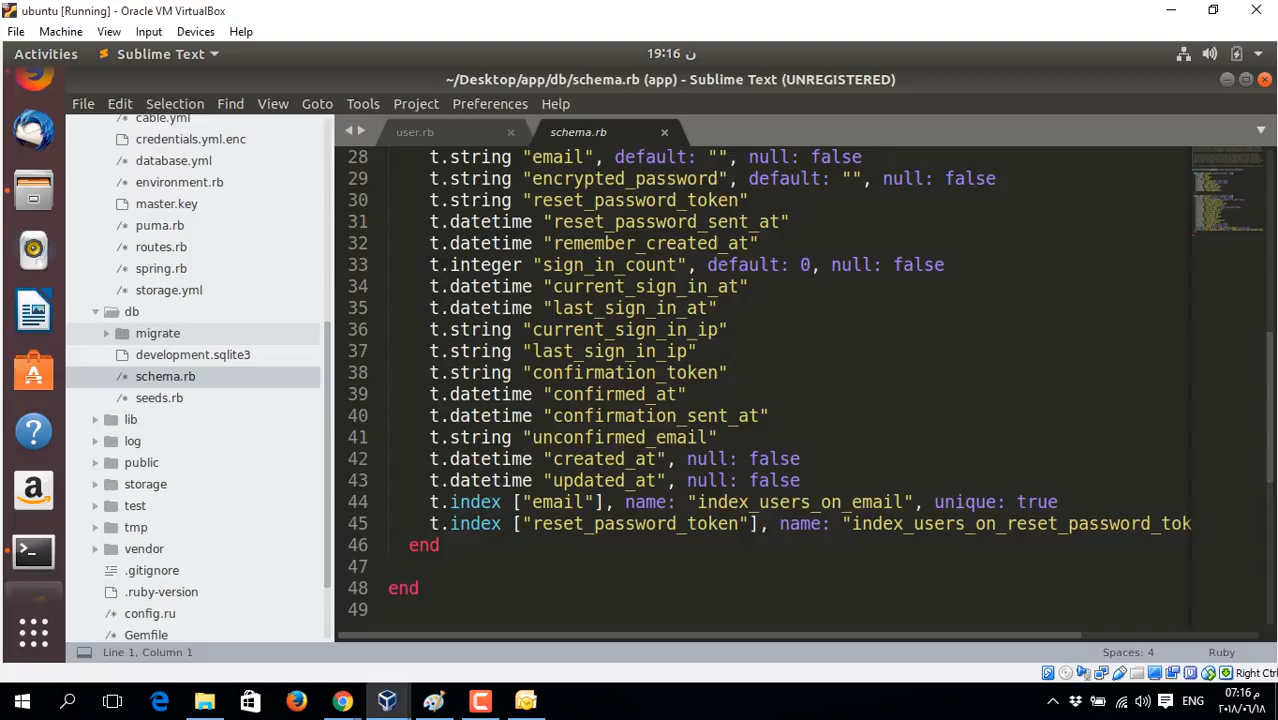 ubuntu [Running] - Oracle VM VirtualBox
File Machine View Input Devices Help
Activities Sublime Text 19:16 ن
~/Desktop/app/db/schema.rb (app) - Sublime Text (UNREGISTERED)
File Edit Selection Find View Goto Tools Project Preferences Help
cable.yml
credentials.yml.enc
database.yml
environment.rb
master.key
puma.rb
routes.rb
spring.rb
storage.yml
db
migrate
development.sqlite3
schema.rb
seeds.rb
lib
log
public
storage
test
tmp
vendor
.gitignore
.ruby-version
config.ru
Gemfile
user.rb schema.rb
28 t.string "email", default: "", null: false
29 t.string "encrypted_password", default: "", null: false
30 t.string "reset_password_token"
31 t.datetime "reset_password_sent_at"
32 t.datetime "remember_created_at"
33 t.integer "sign_in_count", default: 0, null: false
34 t.datetime "current_sign_in_at"
35 t.datetime "last_sign_in_at"
36 t.string "current_sign_in_ip"
37 t.string "last_sign_in_ip"
38 t.string "confirmation_token"
39 t.datetime "confirmed_at"
40 t.datetime "confirmation_sent_at"
41 t.string "unconfirmed_email"
42 t.datetime "created_at", null: false
43 t.datetime "updated_at", null: false
44 t.index ["email"], name: "index_users_on_email", unique: true
45 t.index ["reset_password_token"], name: "index_users_on_reset_password_tok
46 end
47
48 end
49
Line 1, Column 1 Spaces: 4 Ruby
Right Ctrl
ENG
07:16 م
٢٠١٨/٠٦/١٨